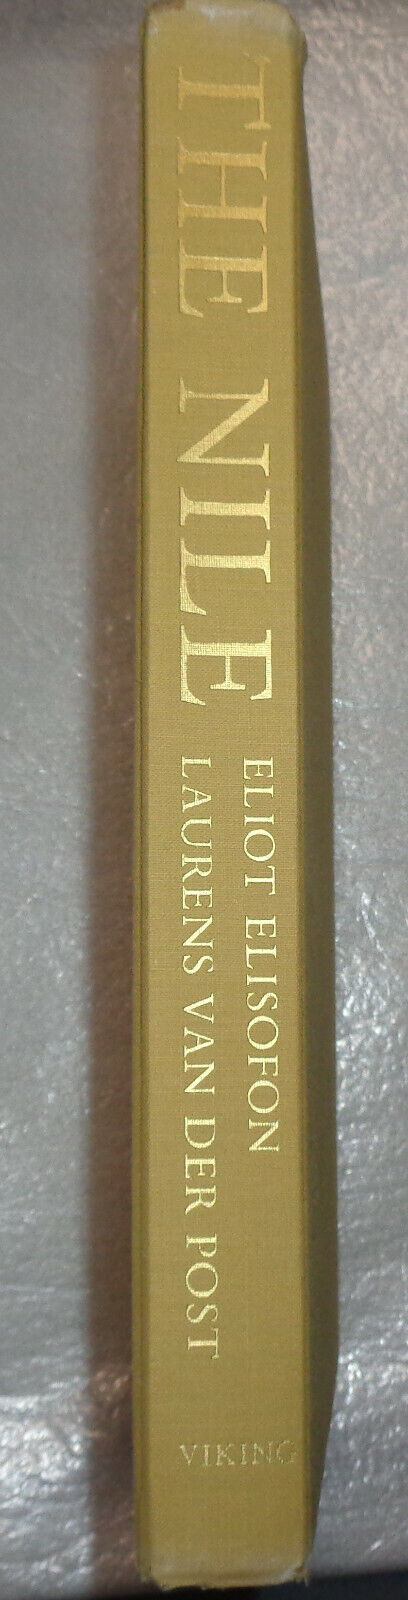 THE NILE
ELIOT ELISOFON
LAURENS VAN DER POST
VIKING